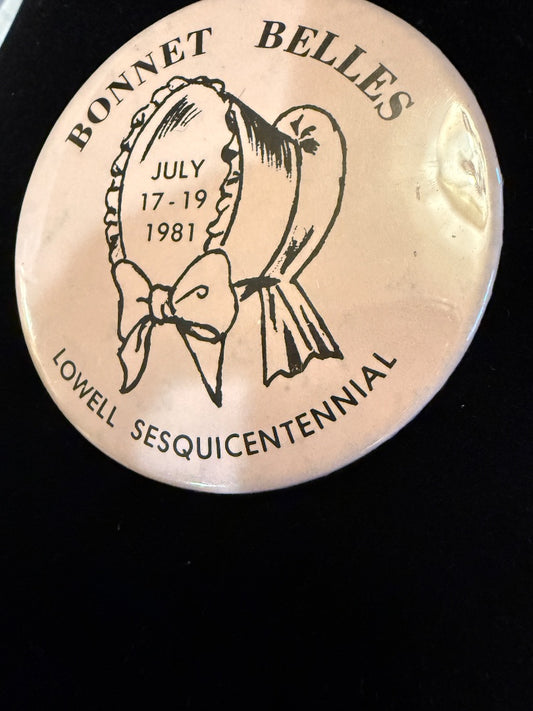 BONNET BELLES
JULY
17-19
1981
LOWELL SESQUICENTENNIAL